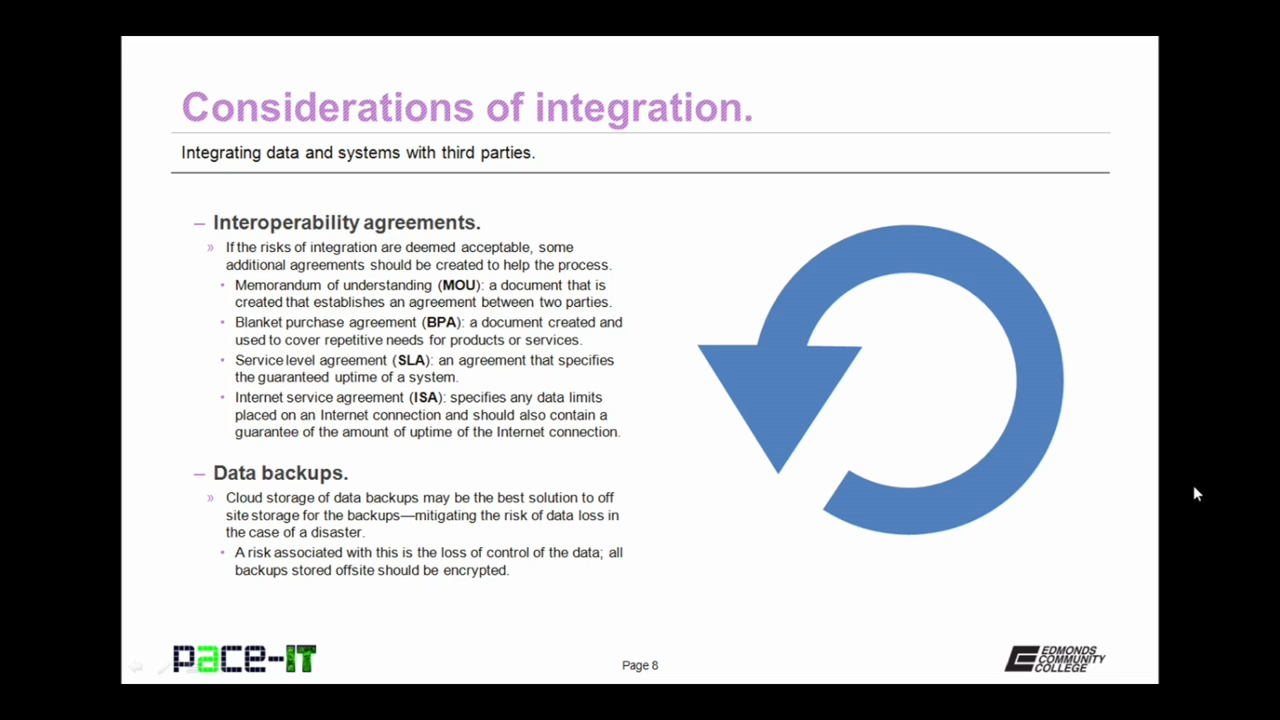 Considerations of integration.
Integrating data and systems with third parties.
– Interoperability agreements.
» If the risks of integration are deemed acceptable, some
additional agreements should be created to help the process.
• Memorandum of understanding (MOU): a document that is
created that establishes an agreement between two parties.
• Blanket purchase agreement (BPA): a document created and
used to cover repetitive needs for products or services.
• Service level agreement (SLA): an agreement that specifies
the guaranteed uptime of a system.
• Internet service agreement (ISA): specifies any data limits
placed on an Internet connection and should also contain a
guarantee of the amount of uptime of the Internet connection.
– Data backups.
» Cloud storage of data backups may be the best solution to off
site storage for the backups—mitigating the risk of data loss in
the case of a disaster.
• A risk associated with this is the loss of control of the data; all
backups stored offsite should be encrypted.
pace-IT
Page 8
EDMONDS
COMMUNITY
COLLEGE